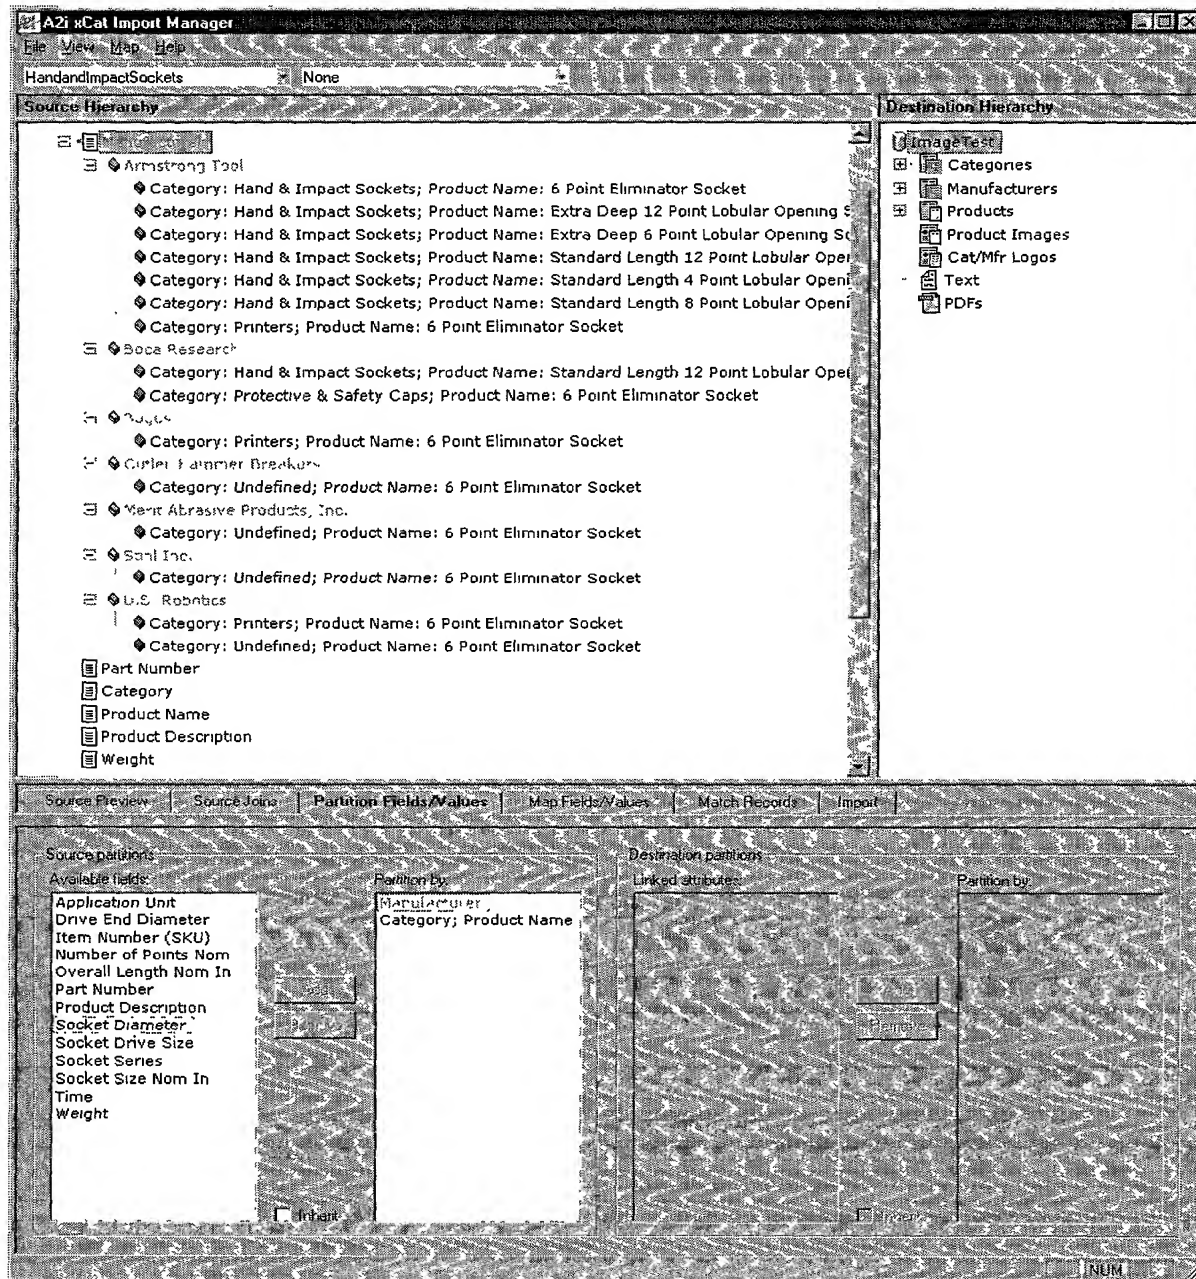 A2i xCat Import Manager
File View Map Help
HandandImpactSockets None
Source Hierarchy Destination Hierarchy
Armstrong Tool
Category: Hand & Impact Sockets; Product Name: 6 Point Eliminator Socket
Category: Hand & Impact Sockets; Product Name: Extra Deep 12 Point Lobular Opening S
Category: Hand & Impact Sockets; Product Name: Extra Deep 6 Point Lobular Opening So
Category: Hand & Impact Sockets; Product Name: Standard Length 12 Point Lobular Oper
Category: Hand & Impact Sockets; Product Name: Standard Length 4 Point Lobular Openi
Category: Hand & Impact Sockets; Product Name: Standard Length 8 Point Lobular Openi
Category: Printers; Product Name: 6 Point Eliminator Socket
Boca Research
Category: Hand & Impact Sockets; Product Name: Standard Length 12 Point Lobular Oper
Category: Protective & Safety Caps; Product Name: 6 Point Eliminator Socket
Category: Printers; Product Name: 6 Point Eliminator Socket
Cutler Hammer Breakers
Category: Undefined; Product Name: 6 Point Eliminator Socket
Merit Abrasive Products, Inc.
Category: Undefined; Product Name: 6 Point Eliminator Socket
Inc.
Category: Undefined; Product Name: 6 Point Eliminator Socket
U.S. Robotics
Category: Printers; Product Name: 6 Point Eliminator Socket
Category: Undefined; Product Name: 6 Point Eliminator Socket
Part Number
Category
Product Name
Product Description
Weight
ImageTest
Categories
Manufacturers
Products
Product Images
Cat/Mfr Logos
Text
PDFs
Source Preview Source Joins Partition Fields/Values Map Fields/Values Match Records Import
Source partitions Destination partitions
Available fields: Partition by: Linked attributes: Partition by:
Application Unit
Drive End Diameter
Item Number (SKU)
Number of Points Nom
Overall Length Nom In
Part Number
Product Description
Socket Diameter
Socket Drive Size
Socket Series
Socket Size Nom In
Time
Weight
Manufacturer
Category; Product Name
Remove
Inherit
NUM